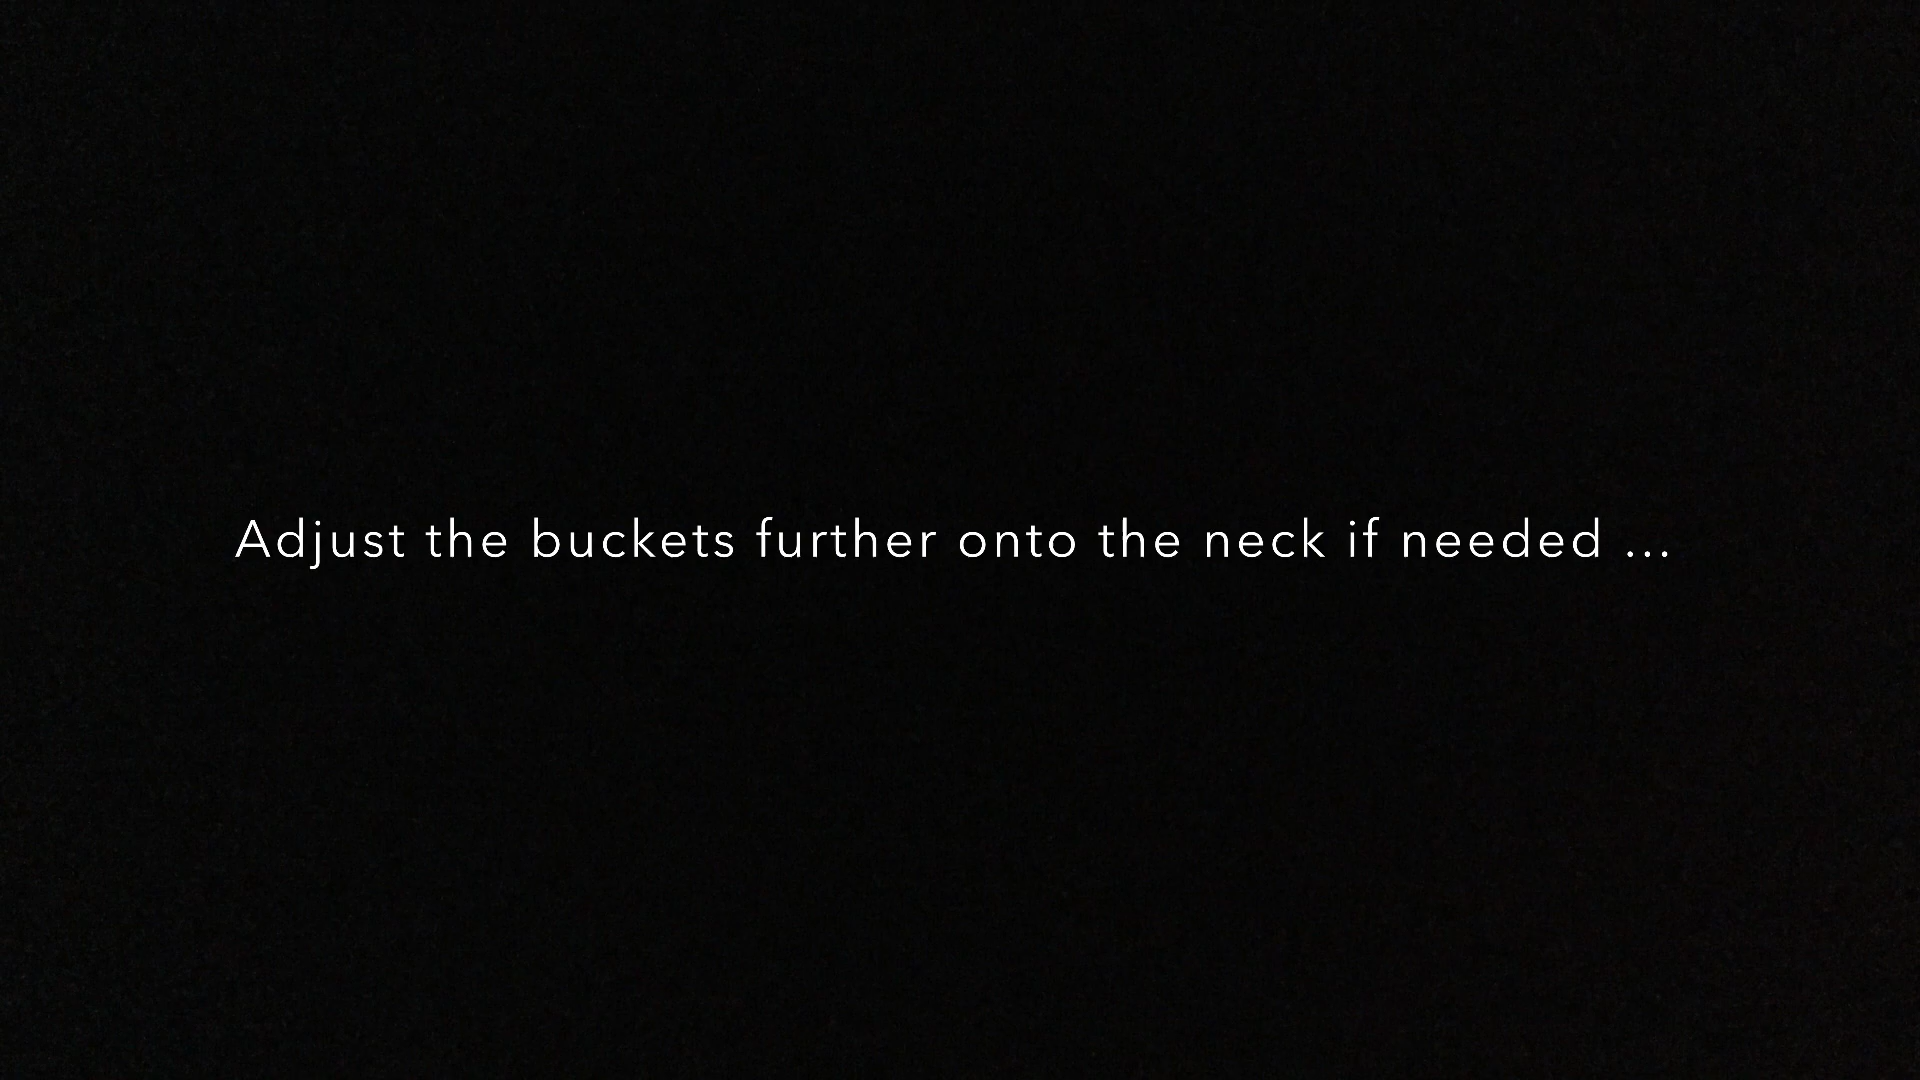 Adjust the buckets further onto the neck if needed ...